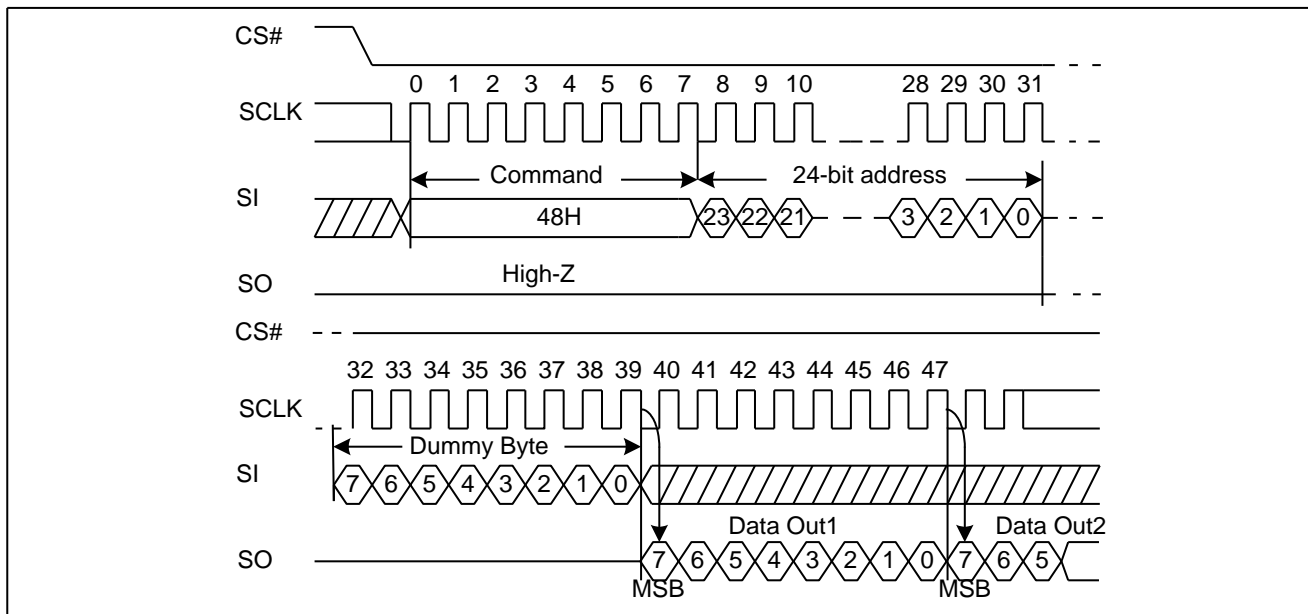 CS#
0 1 2 3 4 5 6 7 8 9 10 28 29 30 31
SCLK
Command 24-bit address
SI
48H 23 22 21 3 2 1 0
High-Z
SO
CS#
32 33 34 35 36 37 38 39 40 41 42 43 44 45 46 47
SCLK
Dummy Byte
SI
7 6 5 4 3 2 1 0
Data Out1 Data Out2
SO
7 6 5 4 3 2 1 0 7 6 5
MSB MSB